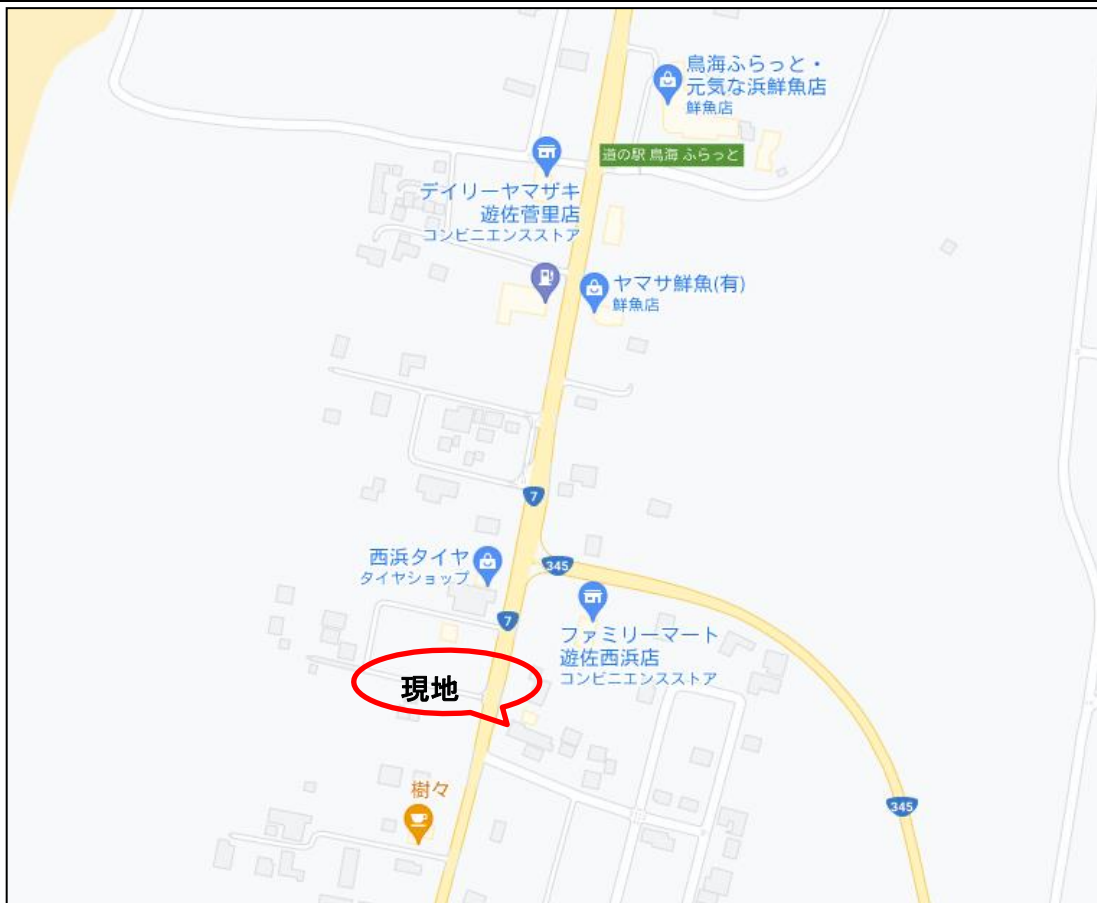 鳥海ふらっと・
元気な浜鮮魚店
鮮魚店
道の駅 鳥海 ふらっと
デイリーヤマザキ
遊佐菅里店
コンビニエンスストア
ヤマサ鮮魚(有)
鮮魚店
7
西浜タイヤ
タイヤショップ
345
7
ファミリーマート
遊佐西浜店
コンビニエンスストア
現地
樹々
345